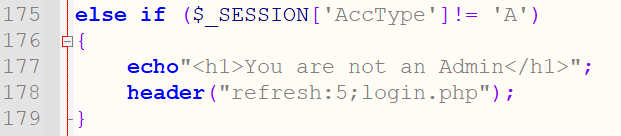 175 else if ($_SESSION['AccType']!= 'A')
176 {
177 echo"<h1>You are not an Admin</h1>";
178 header("refresh:5;login.php");
179 }